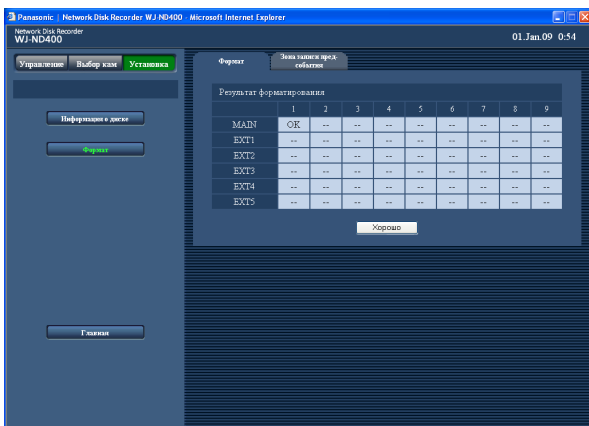 Panasonic | Network Disk Recorder WJ-ND400 - Microsoft Internet Explorer
Network Disk Recorder
WJ-ND400
01.Jan.09 0:54
Управление Выбор кам Установка
Формат
Зона записи пред-
события
Информация о диске
Формат
Главная
Результат форматирования
1 2 3 4 5 6 7 8 9
MAIN OK -- -- -- -- -- -- -- --
EXT1 -- -- -- -- -- -- -- -- --
EXT2 -- -- -- -- -- -- -- -- --
EXT3 -- -- -- -- -- -- -- -- --
EXT4 -- -- -- -- -- -- -- -- --
EXT5 -- -- -- -- -- -- -- -- --
Хорошо